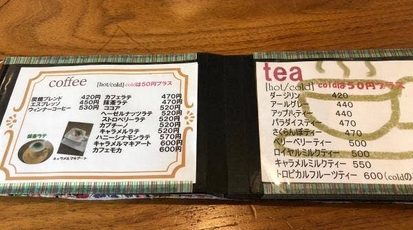 coffee
[hot/cold] coldは50円プラス
炭焼ブレンド 420円
エスプレッソ 450円
ウィンナーコーヒー 530円
カフェラテ 470円
抹茶ラテ 470円
ココア 520円
ヘーゼルナッツラテ 520円
ストロベリーラテ 520円
カプチーノ 520円
キャラメルラテ 520円
ハニーシナモンラテ 570円
キャラメルマキアート 600円
カフェモカ 600円
抹茶ラテ
キャラメルマキアート
tea
[hot/cold] coldは50円プラス
ダージリン 420
アールグレー 440
アップルティー 440
パラダイスティー 470
さくらんぼティー 470
ベリーベリーティー 500
ロイヤルミルクティー 500
キャラメルミルクティー 550
トロピカルフルーツティー 600(coldの